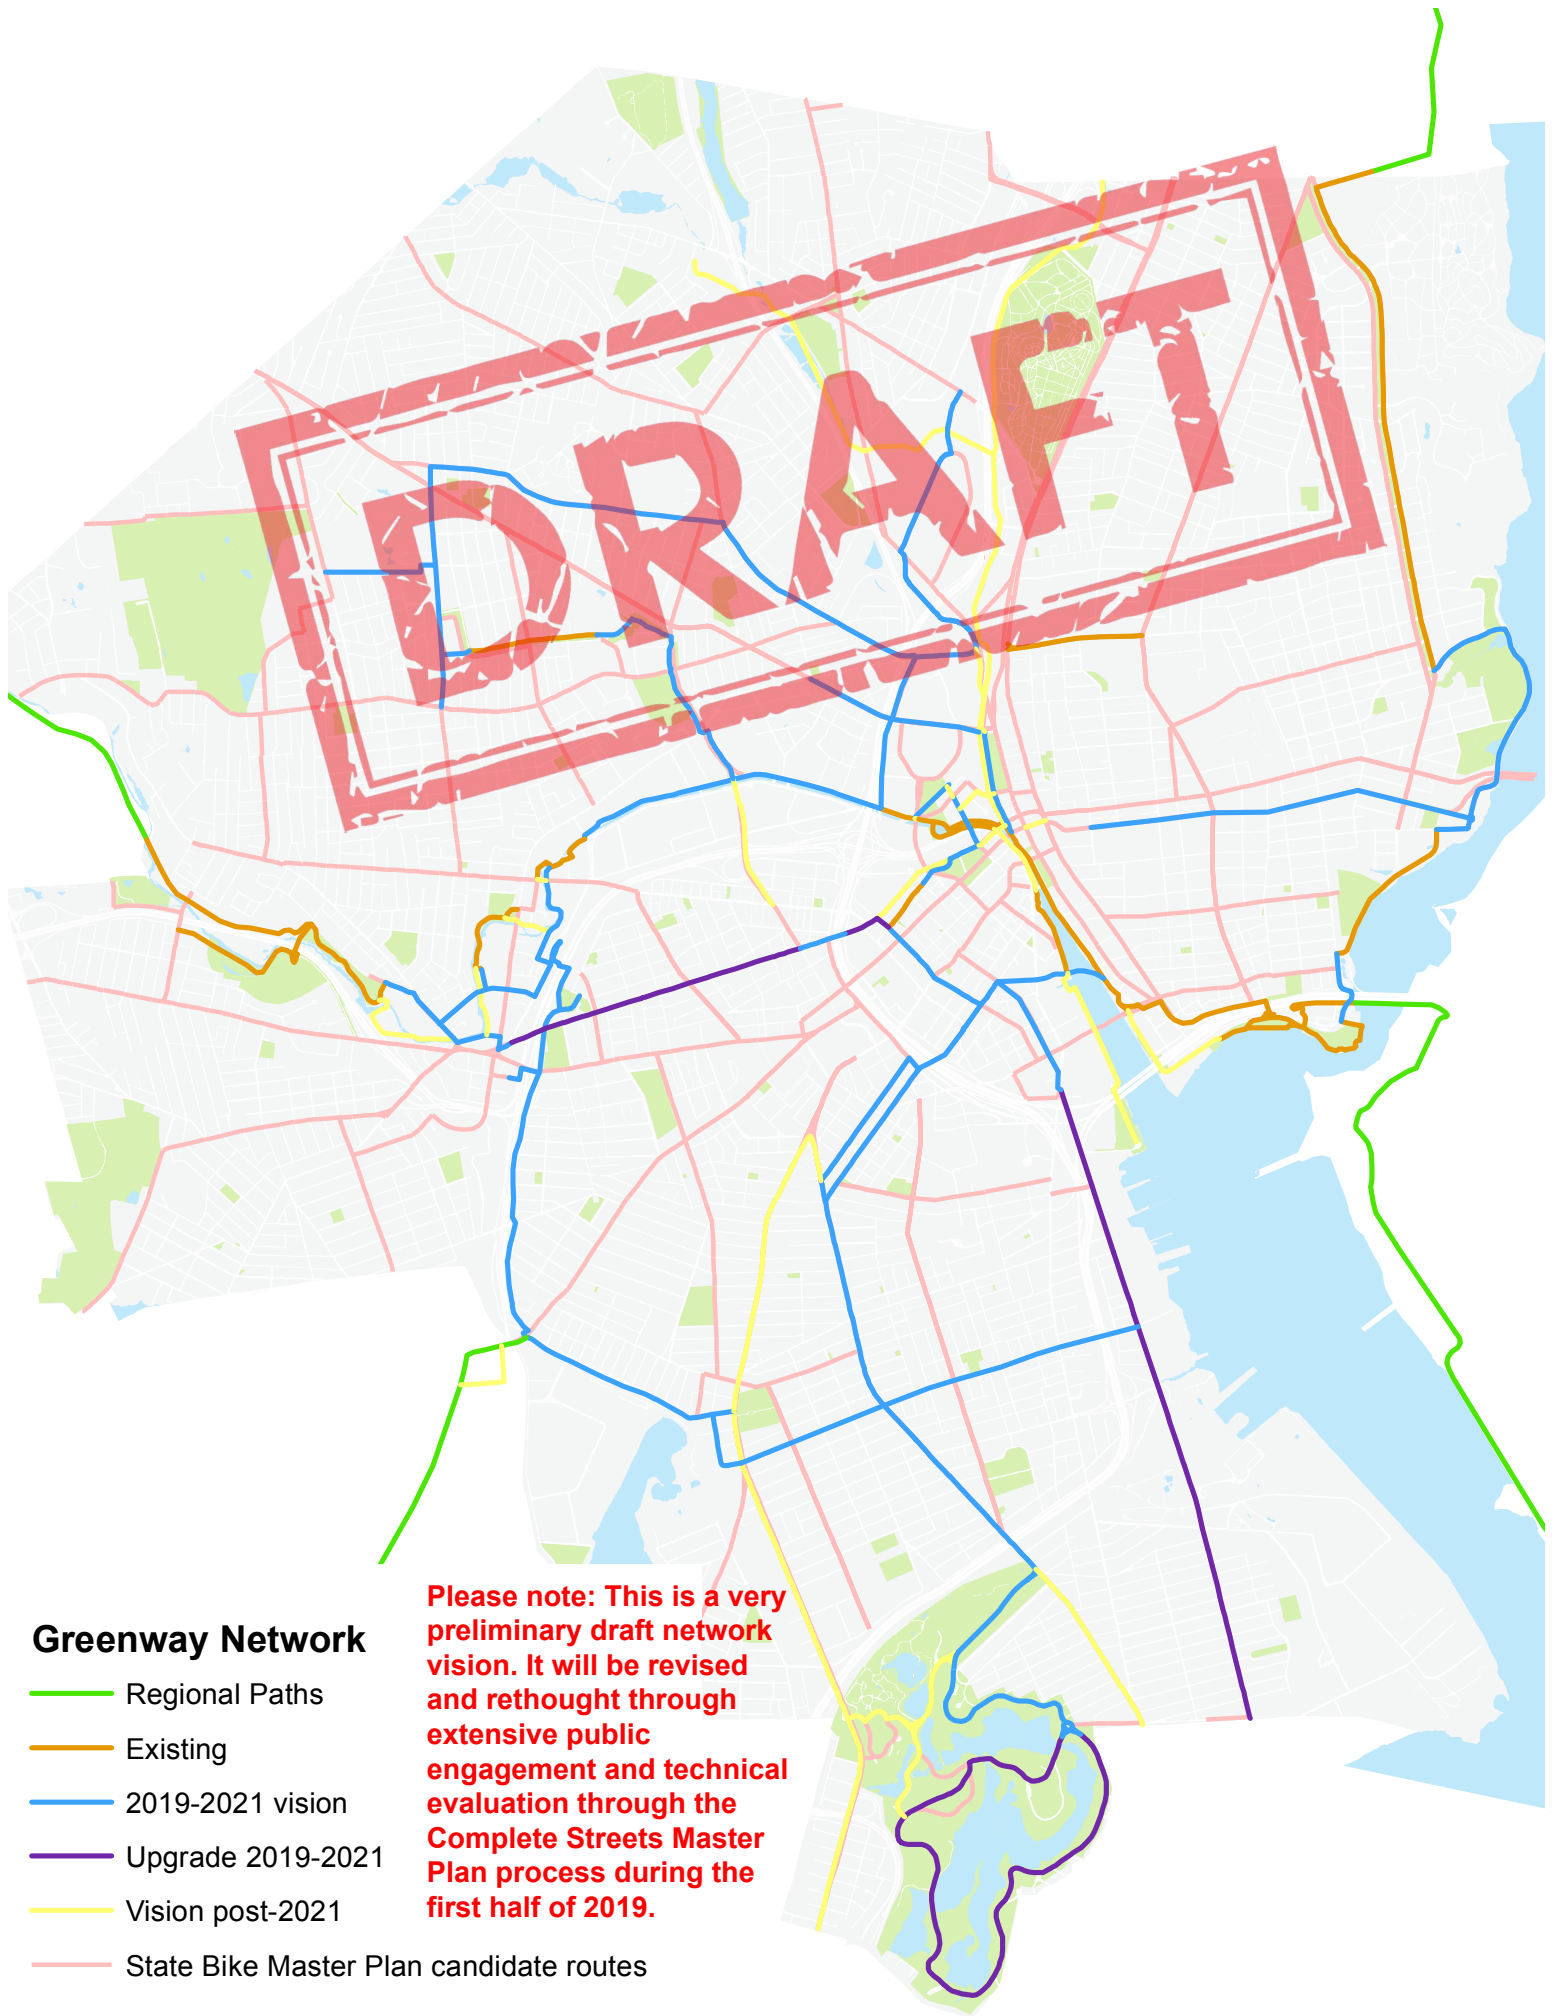 DRAFT
Please note: This is a very
preliminary draft network
vision. It will be revised
and rethought through
extensive public
engagement and technical
evaluation through the
Complete Streets Master
Plan process during the
first half of 2019.
Greenway Network
Regional Paths
Existing
2019-2021 vision
Upgrade 2019-2021
Vision post-2021
State Bike Master Plan candidate routes